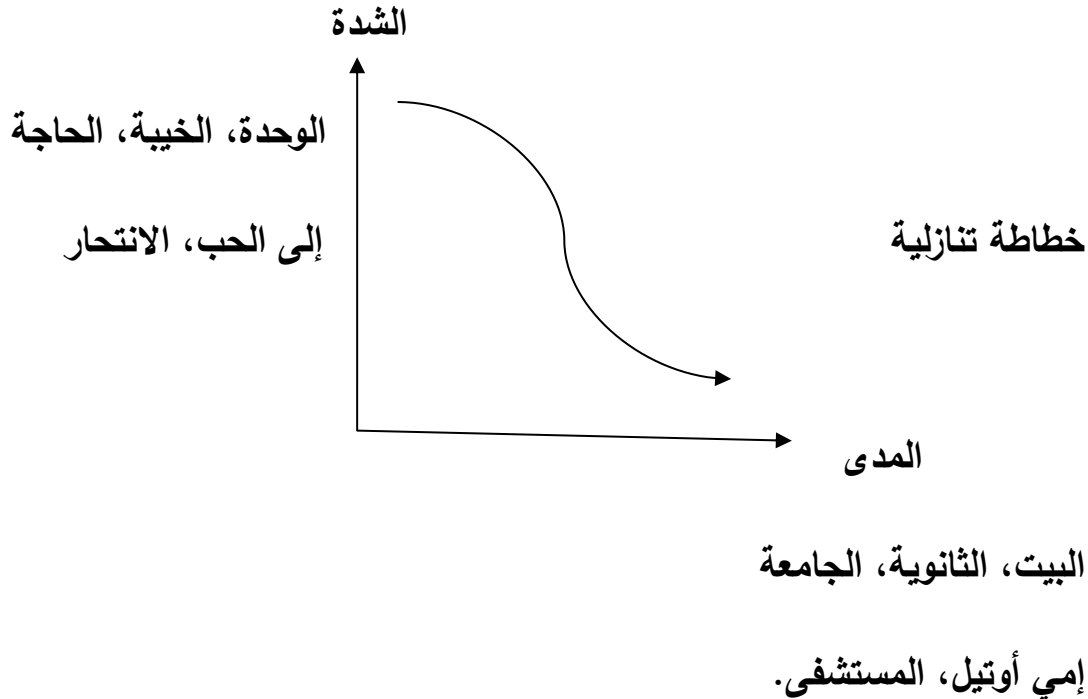 الشدة
الوحدة، الخيبة، الحاجة
إلى الحب، الانتحار
خطاطة تنازلية
المدى
البيت، الثانوية، الجامعة
إمي أوتيل، المستشفى.